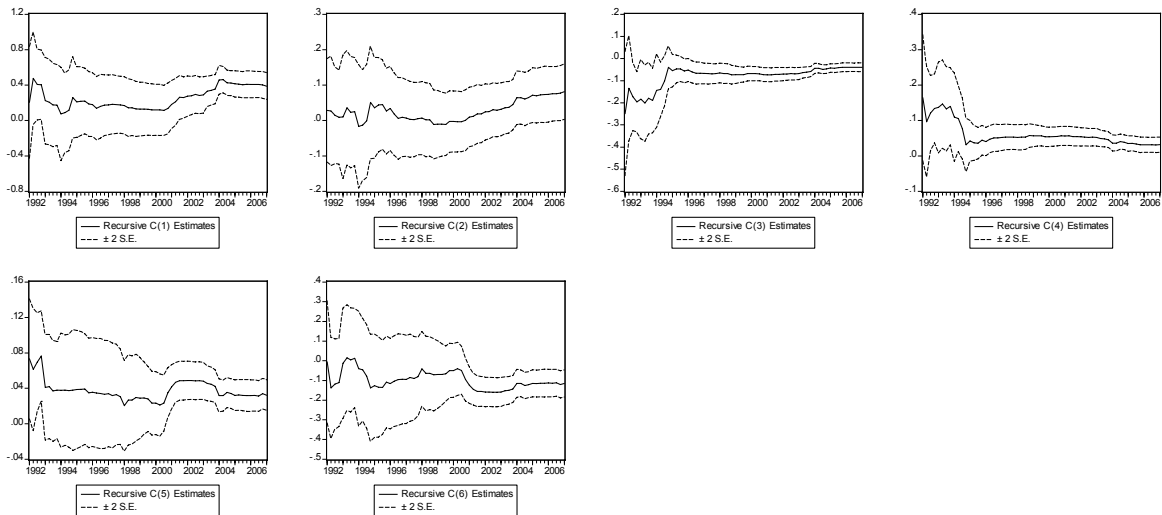 1.2
0.8
0.4
0.0
-0.4
-0.8
1992 1994 1996 1998 2000 2002 2004 2006
Recursive C(1) Estimates
± 2 S.E.
.3
.2
.1
.0
-.1
-.2
1992 1994 1996 1998 2000 2002 2004 2006
Recursive C(2) Estimates
± 2 S.E.
.2
.1
.0
-.1
-.2
-.3
-.4
-.5
-.6
1992 1994 1996 1998 2000 2002 2004 2006
Recursive C(3) Estimates
± 2 S.E.
.4
.3
.2
.1
.0
-.1
1992 1994 1996 1998 2000 2002 2004 2006
Recursive C(4) Estimates
± 2 S.E.
.16
.12
.08
.04
.00
-.04
1992 1994 1996 1998 2000 2002 2004 2006
Recursive C(5) Estimates
± 2 S.E.
.4
.3
.2
.1
.0
-.1
-.2
-.3
-.4
-.5
1992 1994 1996 1998 2000 2002 2004 2006
Recursive C(6) Estimates
± 2 S.E.